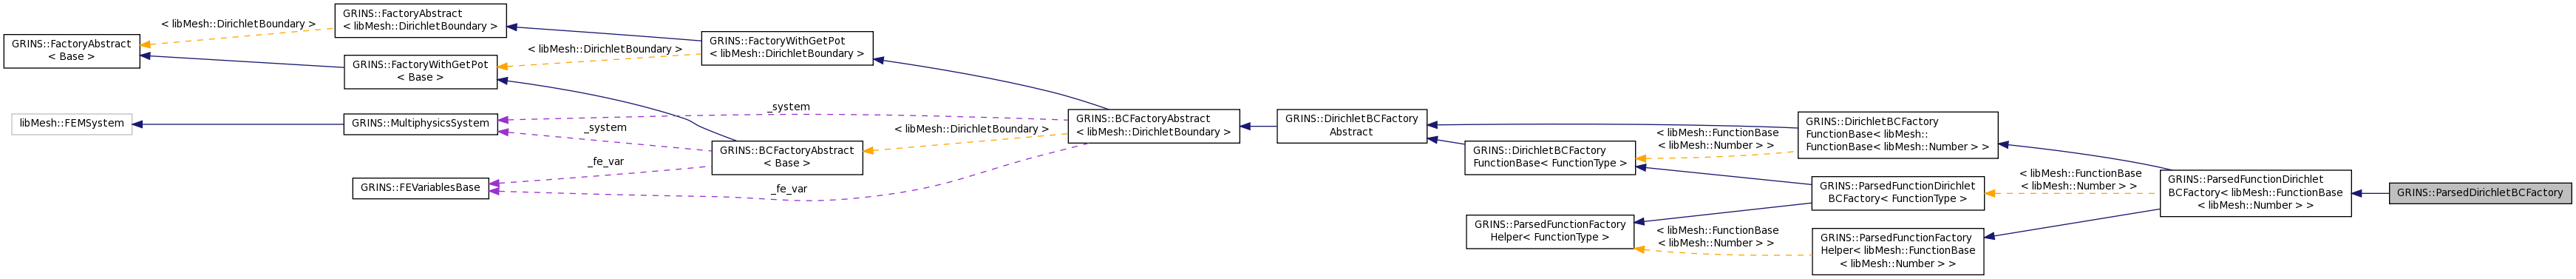 GRINS::FactoryAbstract
< Base >
< libMesh::DirichletBoundary >
GRINS::FactoryAbstract
< libMesh::DirichletBoundary >
GRINS::FactoryWithGetPot
< Base >
libMesh::FEMSystem
GRINS::MultiphysicsSystem
GRINS::FEVariablesBase
< libMesh::DirichletBoundary >
GRINS::FactoryWithGetPot
< libMesh::DirichletBoundary >
_system
_system
_fe_var
_fe_var
GRINS::BCFactoryAbstract
< Base >
< libMesh::DirichletBoundary >
GRINS::BCFactoryAbstract
< libMesh::DirichletBoundary >
GRINS::DirichletBCFactory
Abstract
GRINS::DirichletBCFactory
FunctionBase< FunctionType >
GRINS::ParsedFunctionFactory
Helper< FunctionType >
< libMesh::FunctionBase
< libMesh::Number > >
< libMesh::FunctionBase
< libMesh::Number > >
GRINS::DirichletBCFactory
FunctionBase< libMesh::
FunctionBase< libMesh::Number > >
GRINS::ParsedFunctionDirichlet
BCFactory< FunctionType >
GRINS::ParsedFunctionFactory
Helper< libMesh::FunctionBase
< libMesh::Number > >
< libMesh::FunctionBase
< libMesh::Number > >
GRINS::ParsedFunctionDirichlet
BCFactory< libMesh::FunctionBase
< libMesh::Number > >
GRINS::ParsedDirichletBCFactory